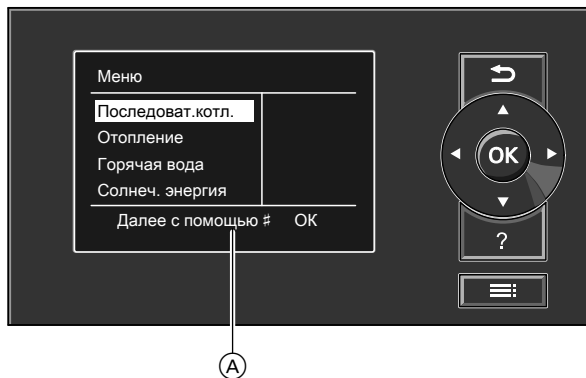 Меню
Последоват.котл.
Отопление
Горячая вода
Солнеч. энергия
Далее с помощью ♯ ОК
OK
?
A